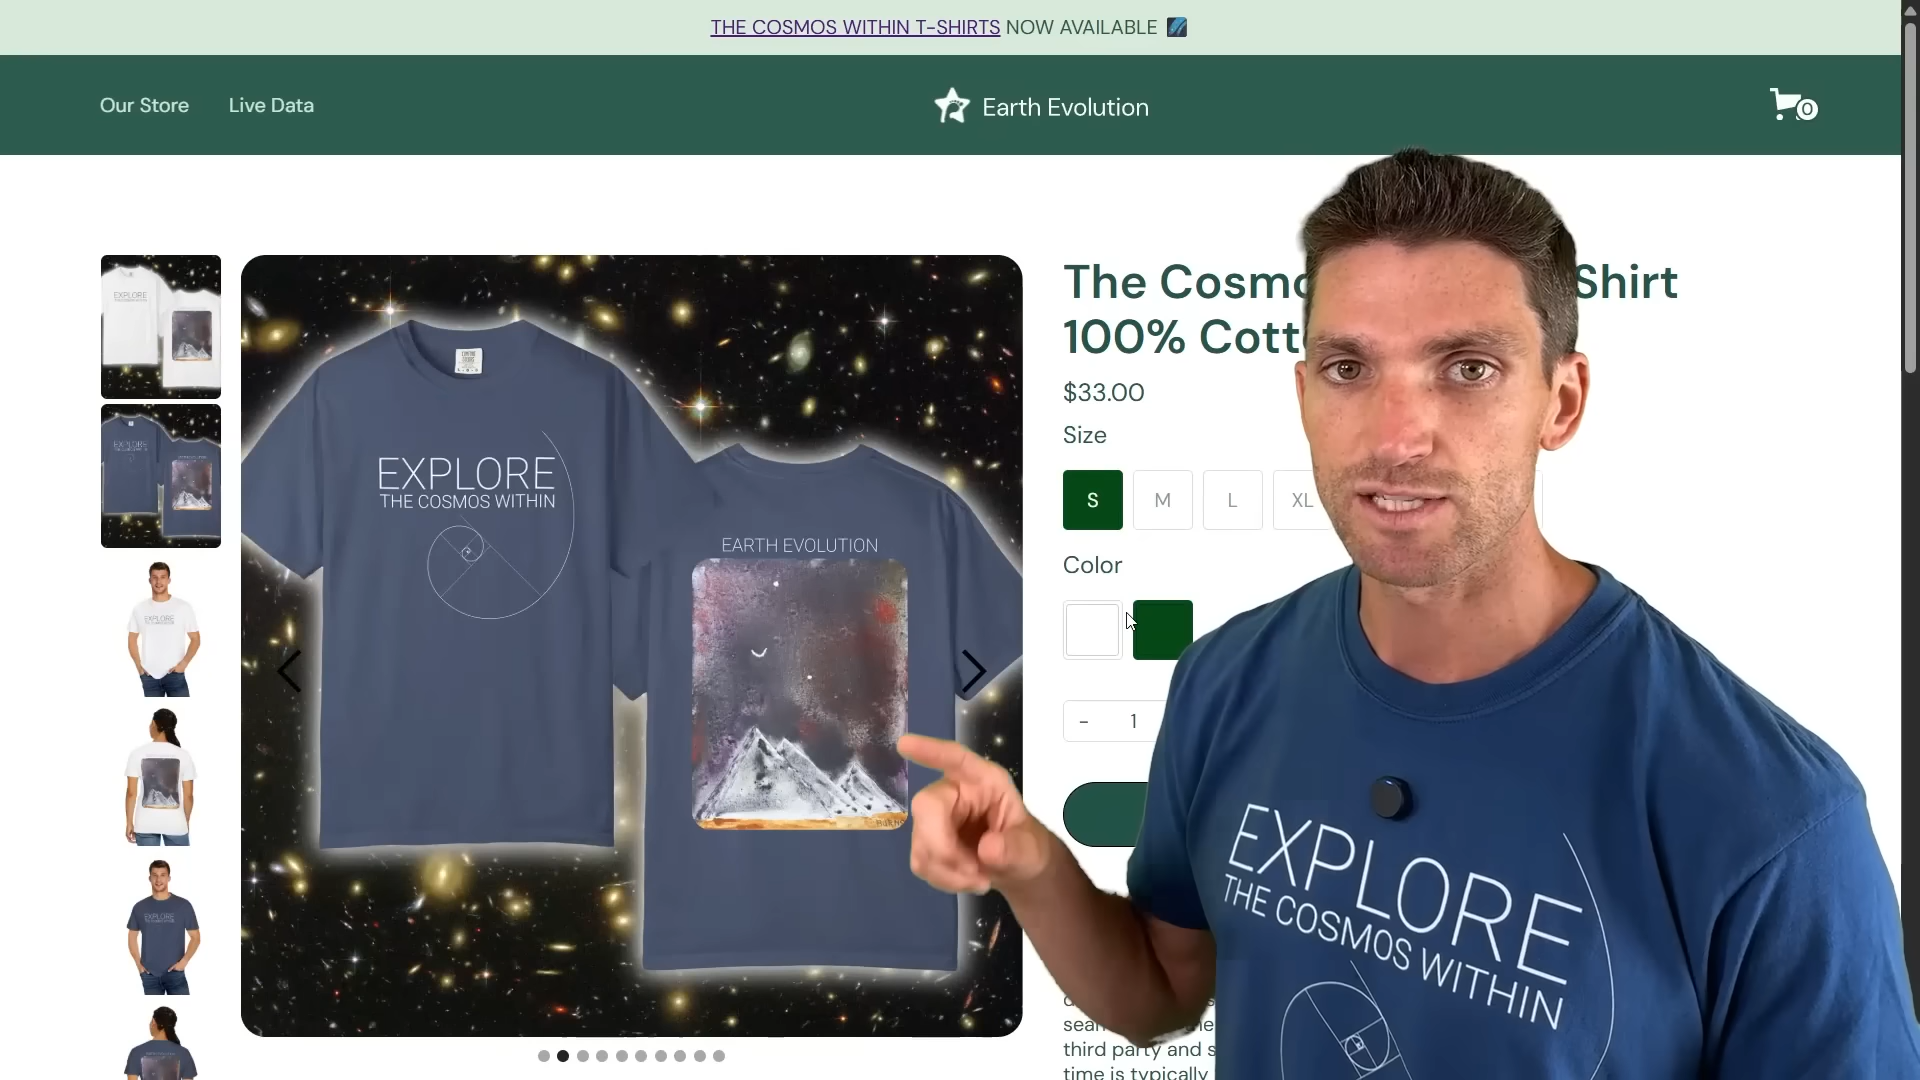 THE COSMOS WITHIN T-SHIRTS NOW AVAILABLE
Our Store
Live Data
Earth Evolution
0
EXPLORE
THE COSMOS WITHIN
EARTH EVOLUTION
The Shirt
100%
$33.00
Size
S
M
L
XL
Color
-
1
third party and
time is typically
EXPLORE
THE COSMOS WITHIN